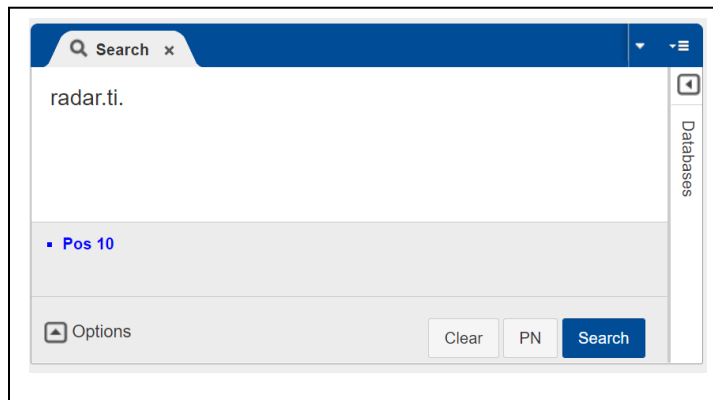 Search x
radar.ti.
Databases
Pos 10
Options
Clear PN Search